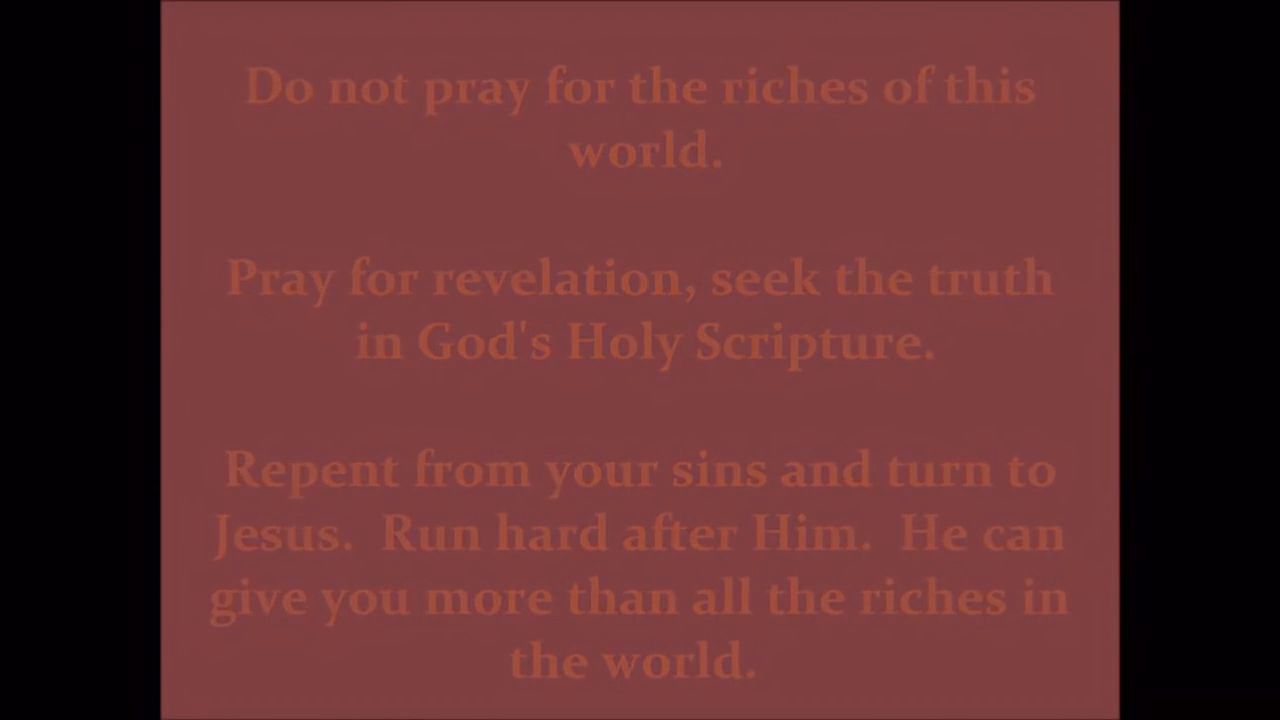 Do not pray for the riches of this
world.
Pray for revelation, seek the truth
in God's Holy Scripture.
Repent from your sins and turn to
Jesus.  Run hard after Him.  He can
give you more than all the riches in
the world.